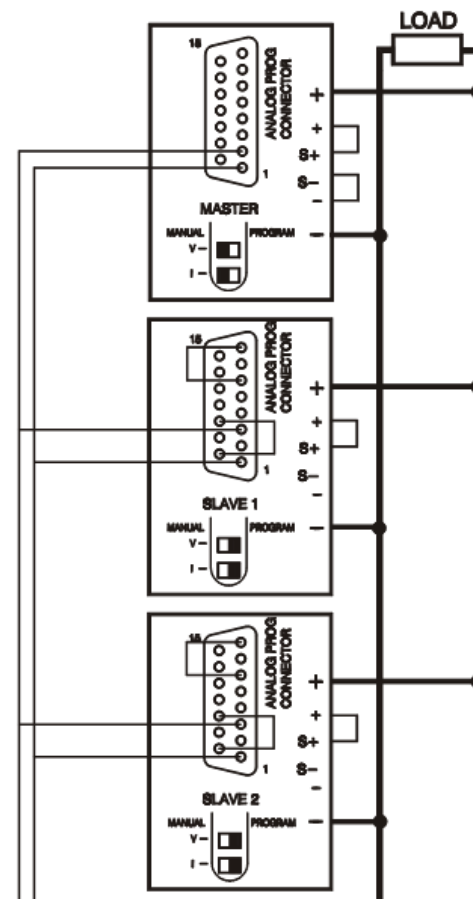 LOAD
15
ANALOG PROG
CONNECTOR
+
+
S+
S−
-
1
MASTER
MANUAL PROGRAM −
V −
I −
15
ANALOG PROG
CONNECTOR
+
+
S+
S−
-
1
SLAVE 1
MANUAL PROGRAM −
V −
I −
15
ANALOG PROG
CONNECTOR
+
+
S+
S−
-
1
SLAVE 2
MANUAL PROGRAM −
V −
I −